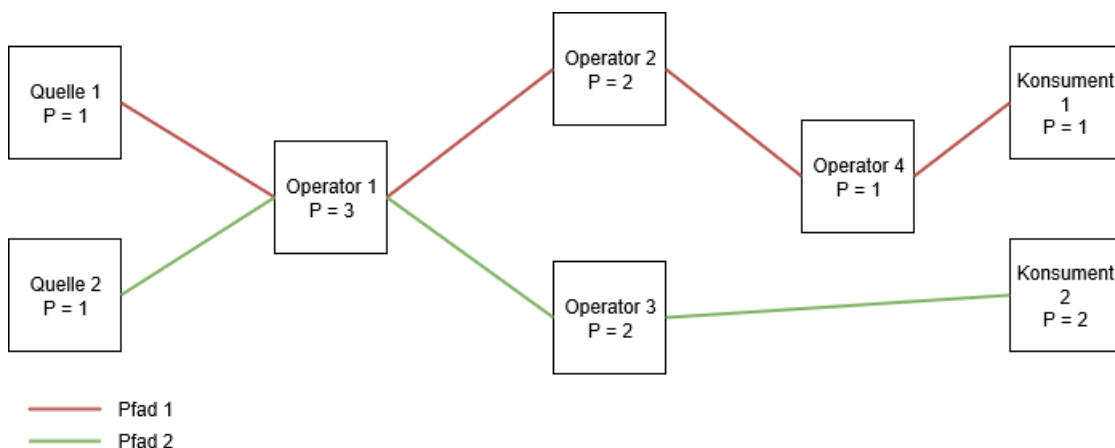 Quelle 1
P = 1
Quelle 2
P = 1
Operator 1
P = 3
Operator 2
P = 2
Operator 3
P = 2
Operator 4
P = 1
Konsument
1
P = 1
Konsument
2
P = 2
Pfad 1
Pfad 2